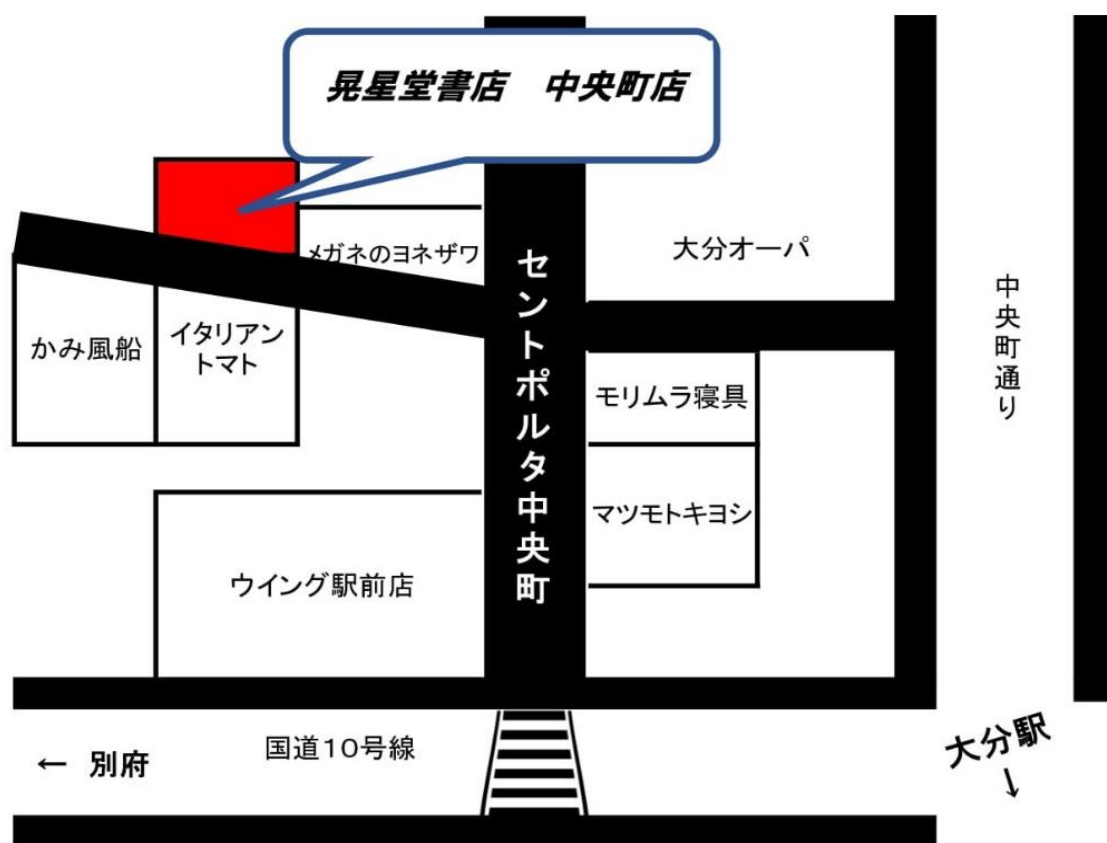 晃星堂書店　中央町店
メガネのヨネザワ
大分オーパ
セントポルタ中央町
中央町通り
かみ風船
イタリアン
トマト
モリムラ寝具
マツモトキヨシ
ウイング駅前店
国道10号線
← 別府
大分駅
↓